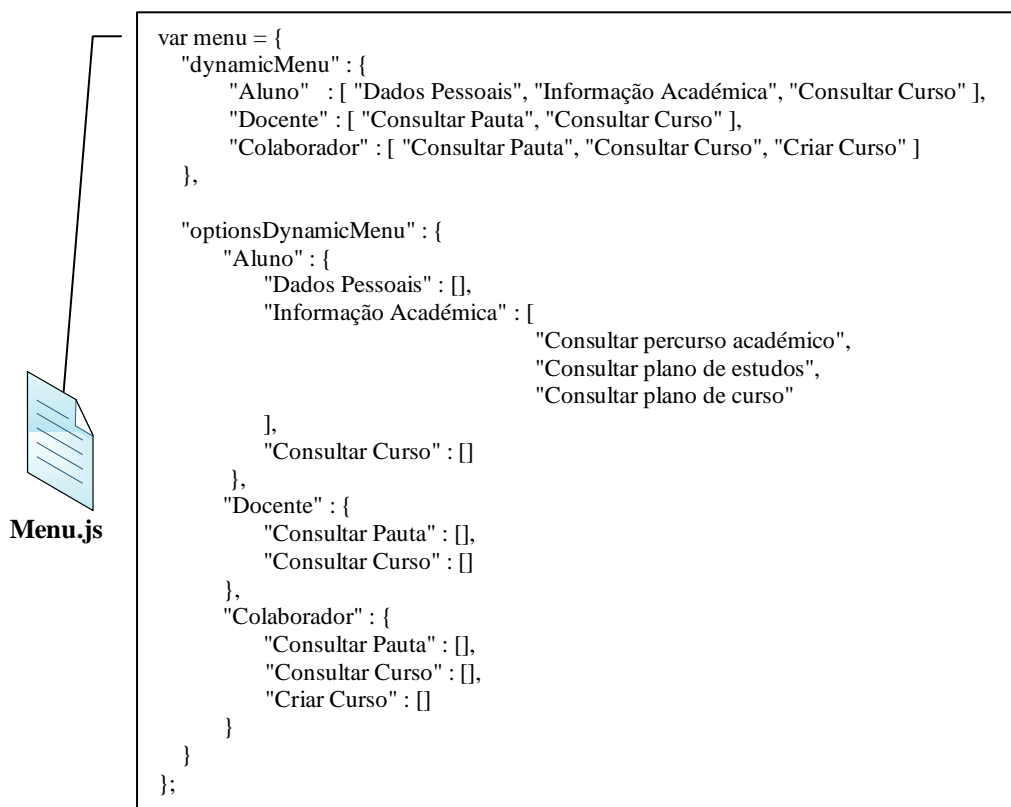 var menu = {
"dynamicMenu" : {
"Aluno" : [ "Dados Pessoais", "Informação Académica", "Consultar Curso" ],
"Docente" : [ "Consultar Pauta", "Consultar Curso" ],
"Colaborador" : [ "Consultar Pauta", "Consultar Curso", "Criar Curso" ]
},
"optionsDynamicMenu" : {
"Aluno" : {
"Dados Pessoais" : [],
"Informação Académica" : [
"Consultar percurso académico",
"Consultar plano de estudos",
"Consultar plano de curso"
],
"Consultar Curso" : []
},
"Docente" : {
"Consultar Pauta" : [],
"Consultar Curso" : []
},
"Colaborador" : {
"Consultar Pauta" : [],
"Consultar Curso" : [],
"Criar Curso" : []
}
}
};
Menu.js